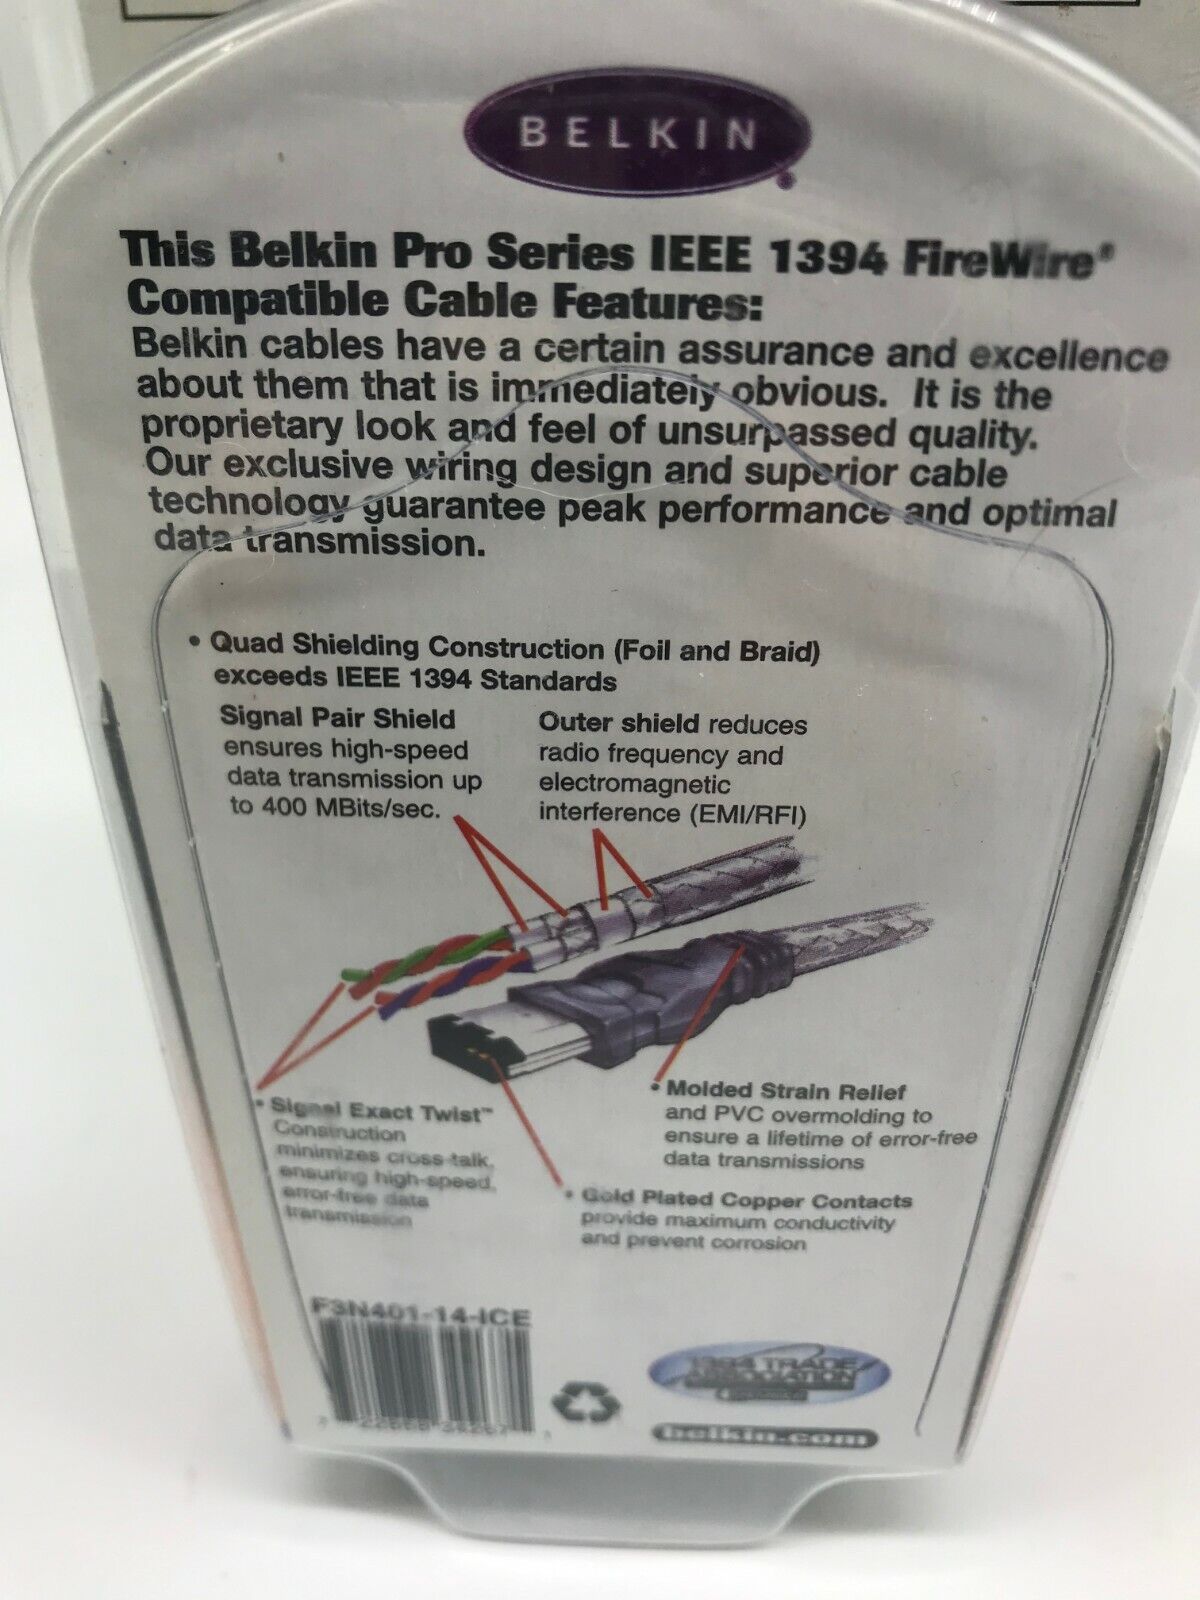 BELKIN
This Belkin Pro Series IEEE 1394 FireWire®
Compatible Cable Features:
Belkin cables have a certain assurance and excellence
about them that is immediately obvious. It is the
proprietary look and feel of unsurpassed quality.
Our exclusive wiring design and superior cable
technology guarantee peak performance and optimal
data transmission.
• Quad Shielding Construction (Foil and Braid)
exceeds IEEE 1394 Standards
Signal Pair Shield
ensures high-speed
data transmission up
to 400 MBits/sec.
Outer shield reduces
radio frequency and
electromagnetic
interference (EMI/RFI)
• Signal Exact Twist™
Construction
minimizes cross-talk,
ensuring high-speed,
error-free data
transmission
• Molded Strain Relief
and PVC overmolding to
ensure a lifetime of error-free
data transmissions
• Gold Plated Copper Contacts
provide maximum conductivity
and prevent corrosion
F3N401-14-ICE
1394 TRADE
ASSOCIATION
belkin.com